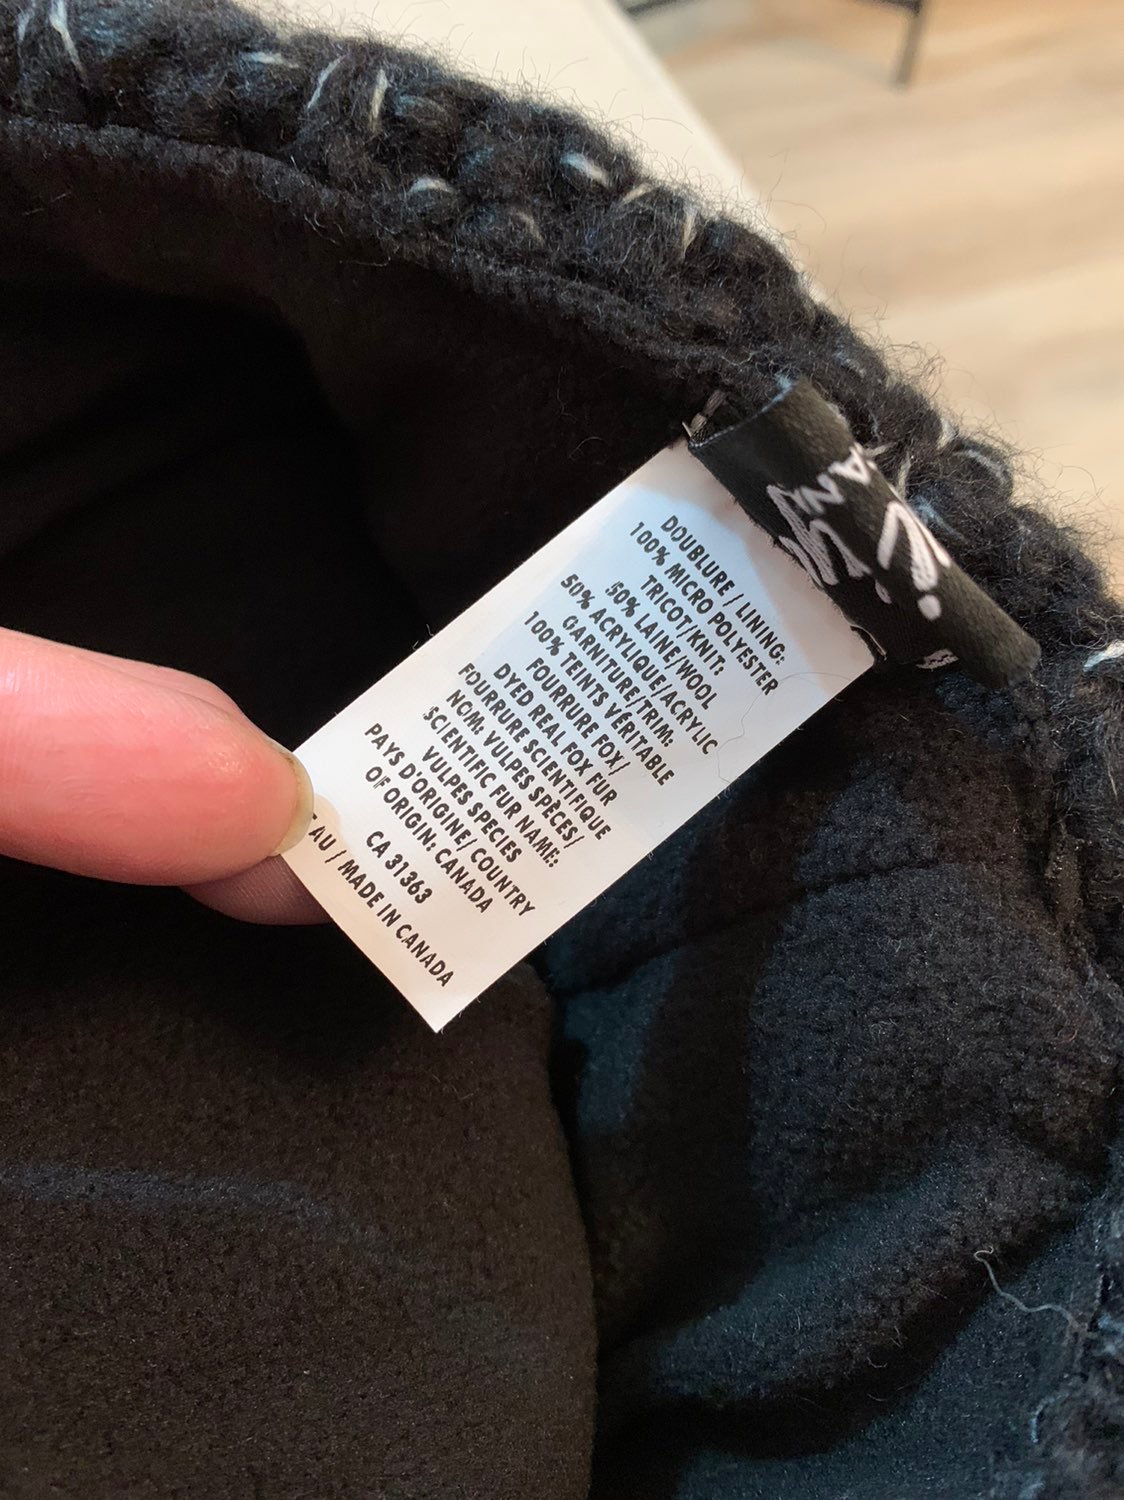 DOUBLURE / LINING:
100% MICRO POLYESTER
TRICOT/KNIT:
50% LAINE/WOOL
50% ACRYLIQUE/ACRYLIC
GARNITURE/TRIM:
100% TEINTS VÉRITABLE
FOURRURE FOX/
DYED REAL FOX FUR
FOURRURE SCIENTIFIQUE
NOM: VULPES SPÈCES/
SCIENTIFIC FUR NAME:
VULPES SPECIES
PAYS D'ORIGINE/ COUNTRY
OF ORIGIN: CANADA
CA 31363
AU / MADE IN CANADA